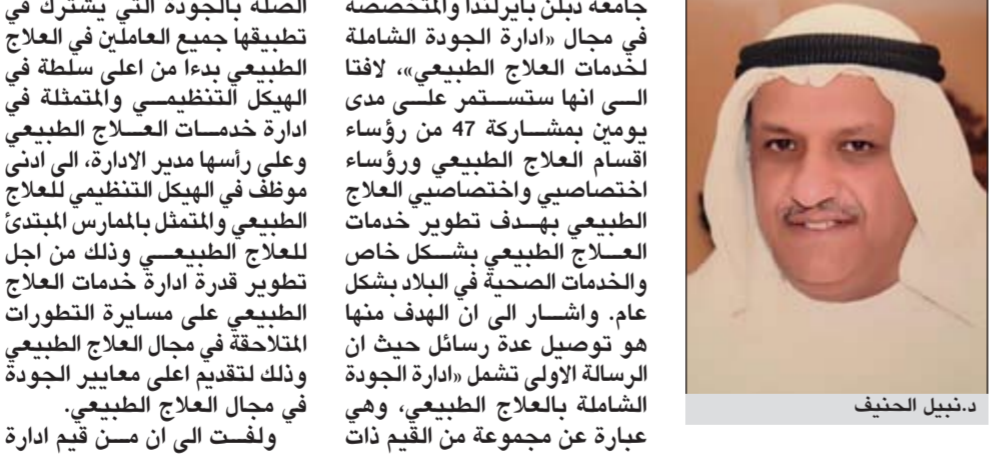 جامعة دبلن بايرلندا والمتخصصة
في مجال «ادارة الجودة الشاملة
لخدمات العلاج الطبيعي»، لافتا
الى انها ستستمر على مدى
يومين بمشاركة 47 من رؤساء
اقسام العلاج الطبيعي ورؤساء
اختصاصيي واختصاصيي العلاج
الطبيعي بهدف تطوير خدمات
العلاج الطبيعي بشكل خاص
والخدمات الصحية في البلاد بشكل
عام. واشار الى ان الهدف منها
هو توصيل عدة رسائل حيث ان
الرسالة الاولى تشمل «ادارة الجودة
الشاملة بالعلاج الطبيعي، وهي
عبارة عن مجموعة من القيم ذات
الصلة بالجودة التي يشترك في
تطبيقها جميع العاملين في العلاج
الطبيعي بدءا من اعلى سلطة في
الهيكل التنظيمي والمتمثلة في
ادارة خدمات العلاج الطبيعي
وعلى رأسها مدير الادارة، الى ادنى
موظف في الهيكل التنظيمي للعلاج
الطبيعي والمتمثل بالممارس المبتدئ
للعلاج الطبيعي وذلك من اجل
تطوير قدرة ادارة خدمات العلاج
الطبيعي على مسايرة التطورات
المتلاحقة في مجال العلاج الطبيعي
وذلك لتقديم اعلى معايير الجودة
في مجال العلاج الطبيعي.
ولفت الى ان من قيم ادارة
د.نبيل الحنيف